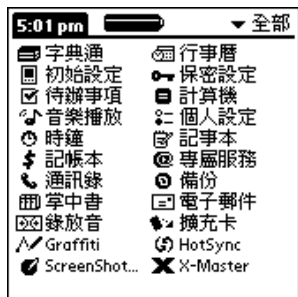 5:01 pm 全部
字典通 行事曆
初始設定 保密設定
待辦事項 計算機
音樂播放 個人設定
時鐘 記事本
記帳本 專屬服務
通訊錄 備份
掌中書 電子郵件
錄放音 擴充卡
Graffiti HotSync
ScreenShot... X-Master